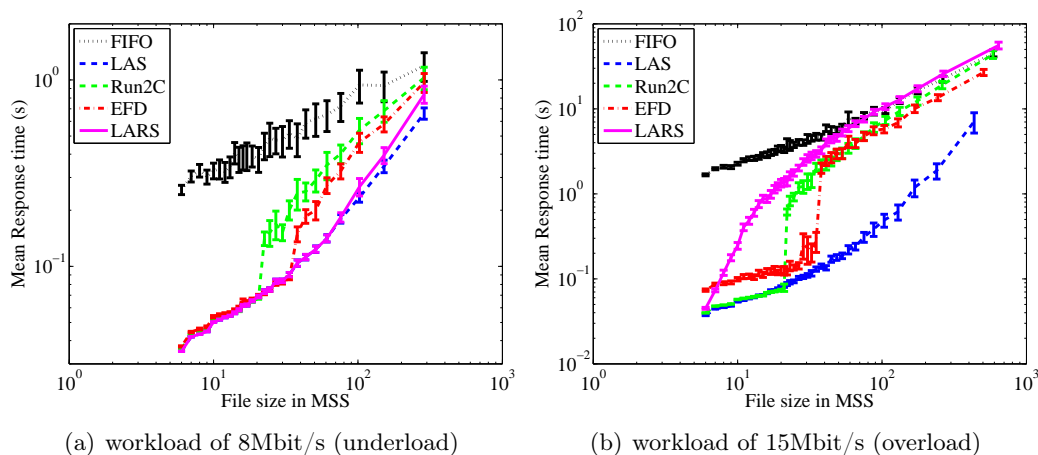 FIFO
LAS
Run2C
EFD
LARS
10^0
10^-1
Mean Response time (s)
10^0
10^1
10^2
10^3
File size in MSS
(a) workload of 8Mbit/s (underload)
10^2
10^1
10^0
10^-1
10^-2
Mean Response time (s)
FIFO
LAS
Run2C
EFD
LARS
10^0
10^1
10^2
10^3
File size in MSS
(b) workload of 15Mbit/s (overload)